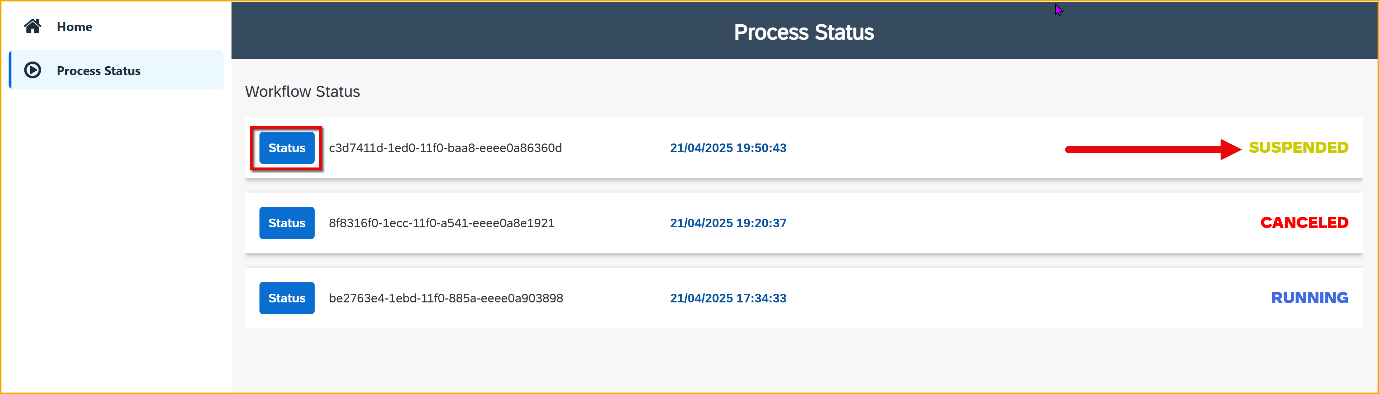 Home
Process Status
Process Status
Workflow Status
Status c3d7411d-1ed0-11f0-baa8-eeee0a86360d 21/04/2025 19:50:43 SUSPENDED
Status 8f8316f0-1ecc-11f0-a541-eeee0a8e1921 21/04/2025 19:20:37 CANCELED
Status be2763e4-1ebd-11f0-885a-eeee0a903898 21/04/2025 17:34:33 RUNNING